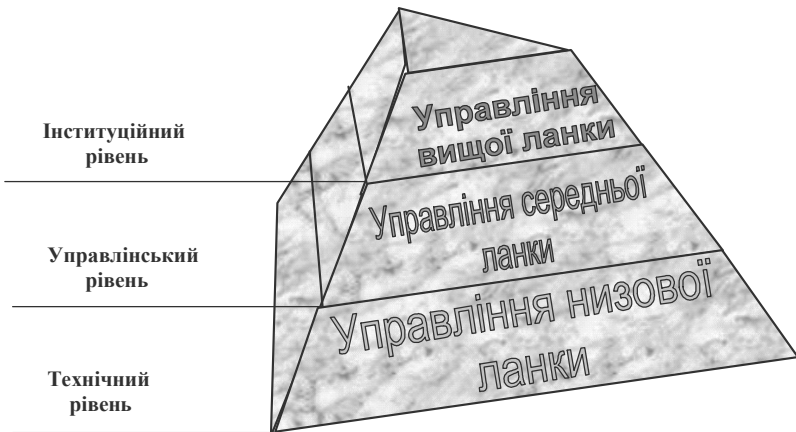 Інституційний
рівень
Управління
вищої ланки
Управлінський
рівень
Управління середньої
ланки
Технічний
рівень
Управління низової
ланки